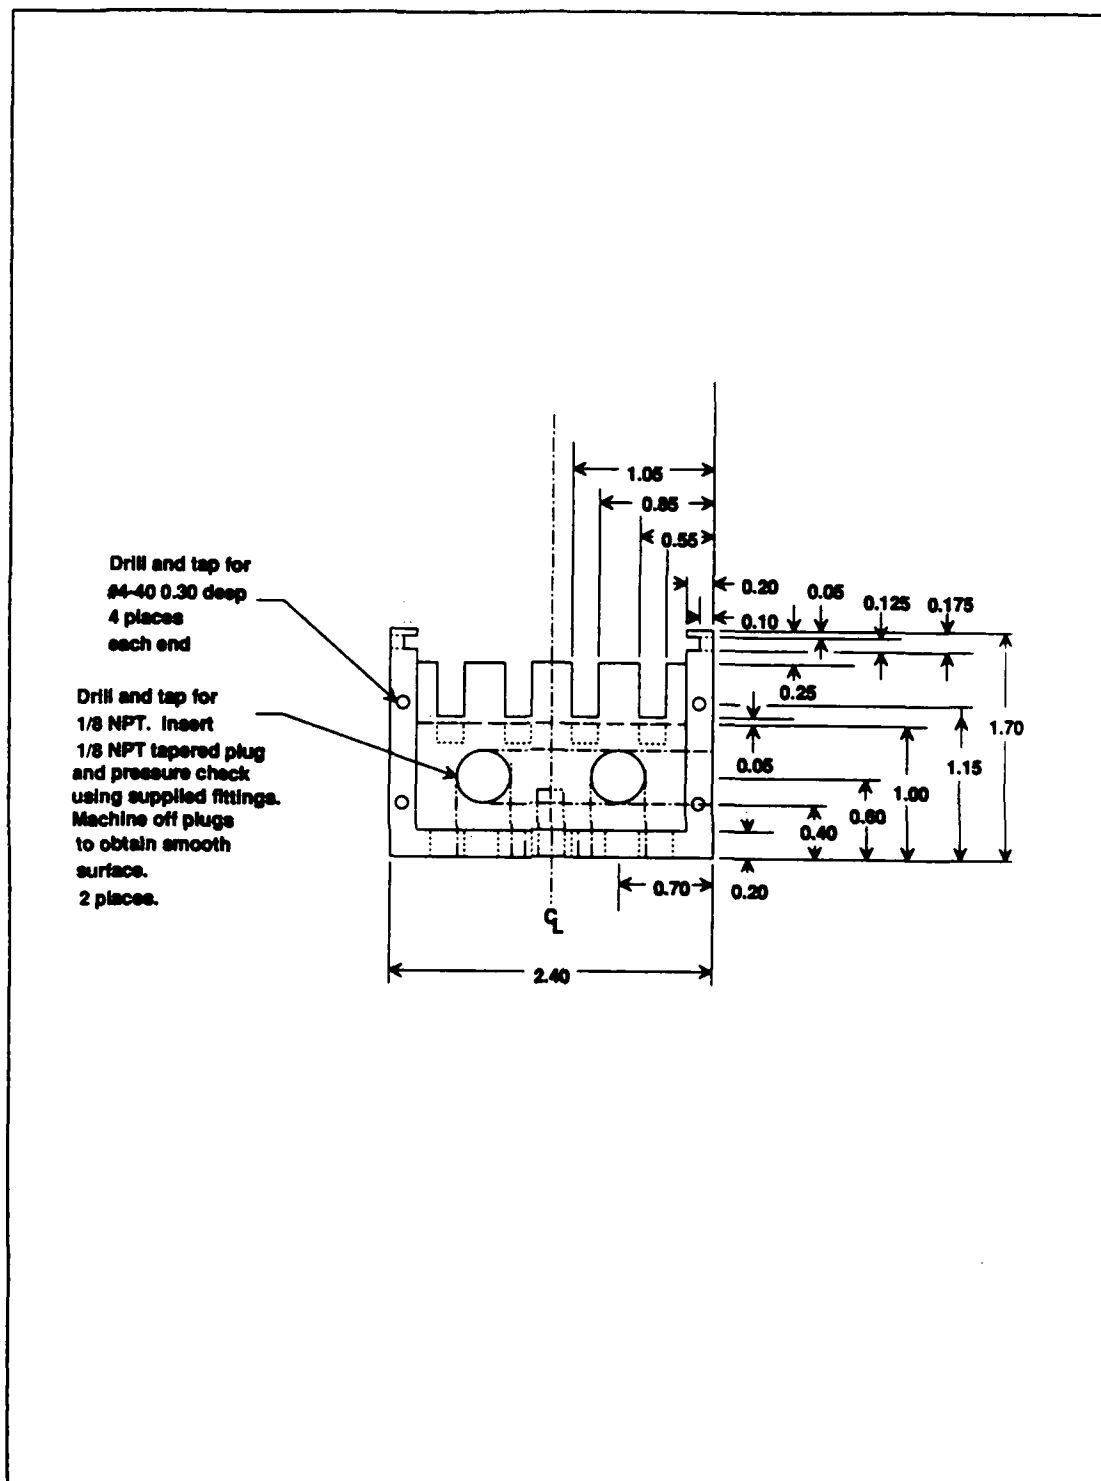 1.05
0.85
0.55
Drill and tap for
#4-40 0.30 deep
4 places
each end
0.20
0.05
0.125
0.175
0.10
0.25
Drill and tap for
1/8 NPT. Insert
1/8 NPT tapered plug
and pressure check
using supplied fittings.
Machine off plugs
to obtain smooth
surface.
2 places.
1.70
0.05
1.15
1.00
0.60
0.40
0.70
0.20
CL
2.40